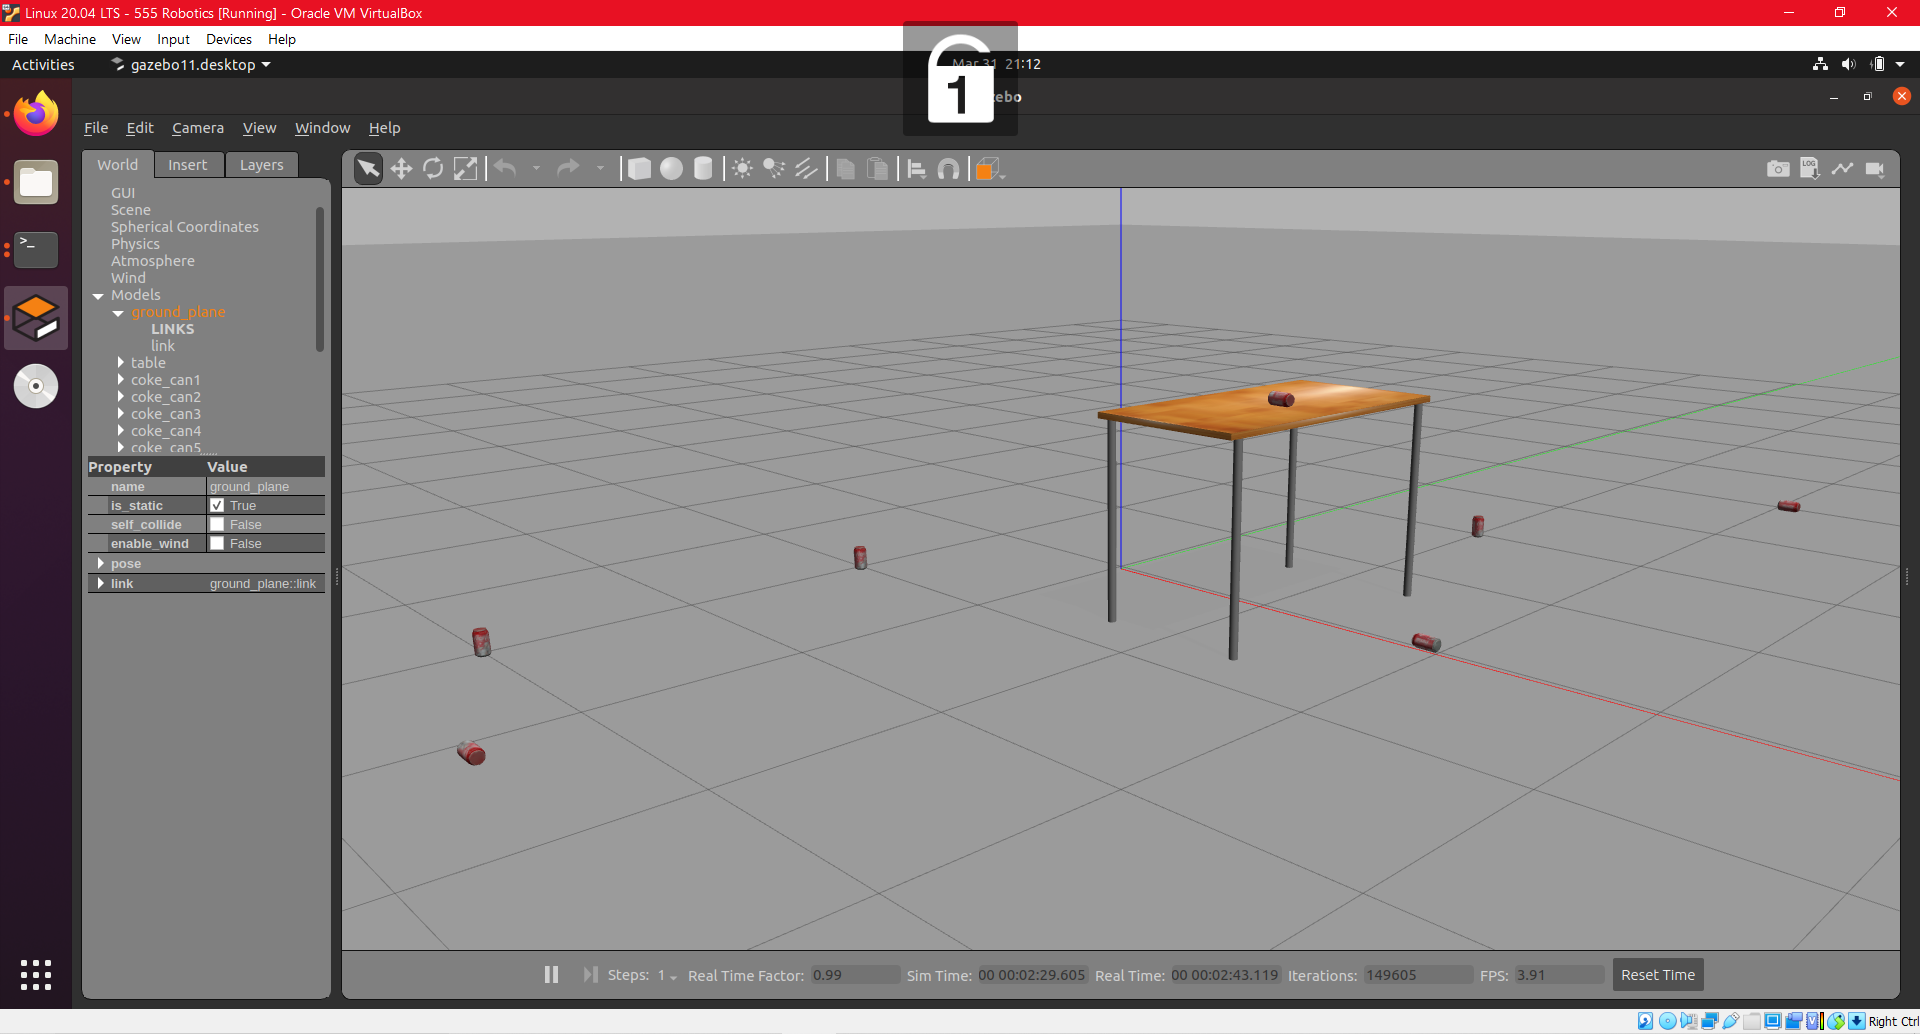 Linux 20.04 LTS - 555 Robotics [Running] - Oracle VM VirtualBox
File Machine View Input Devices Help
Activities gazebo11.desktop Mar 31 21:12
1
File Edit Camera View Window Help
World Insert Layers
GUI
Scene
Spherical Coordinates
Physics
Atmosphere
Wind
Models
ground_plane
LINKS
link
table
coke_can1
coke_can2
coke_can3
coke_can4
coke_can5
Property Value
name ground_plane
is_static True
self_collide False
enable_wind False
pose
link ground_plane::link
LOG
Steps: 1 Real Time Factor: 0.99 Sim Time: 00 00:02:29.605 Real Time: 00 00:02:43.119 Iterations: 149605 FPS: 3.91 Reset Time
Right Ctrl